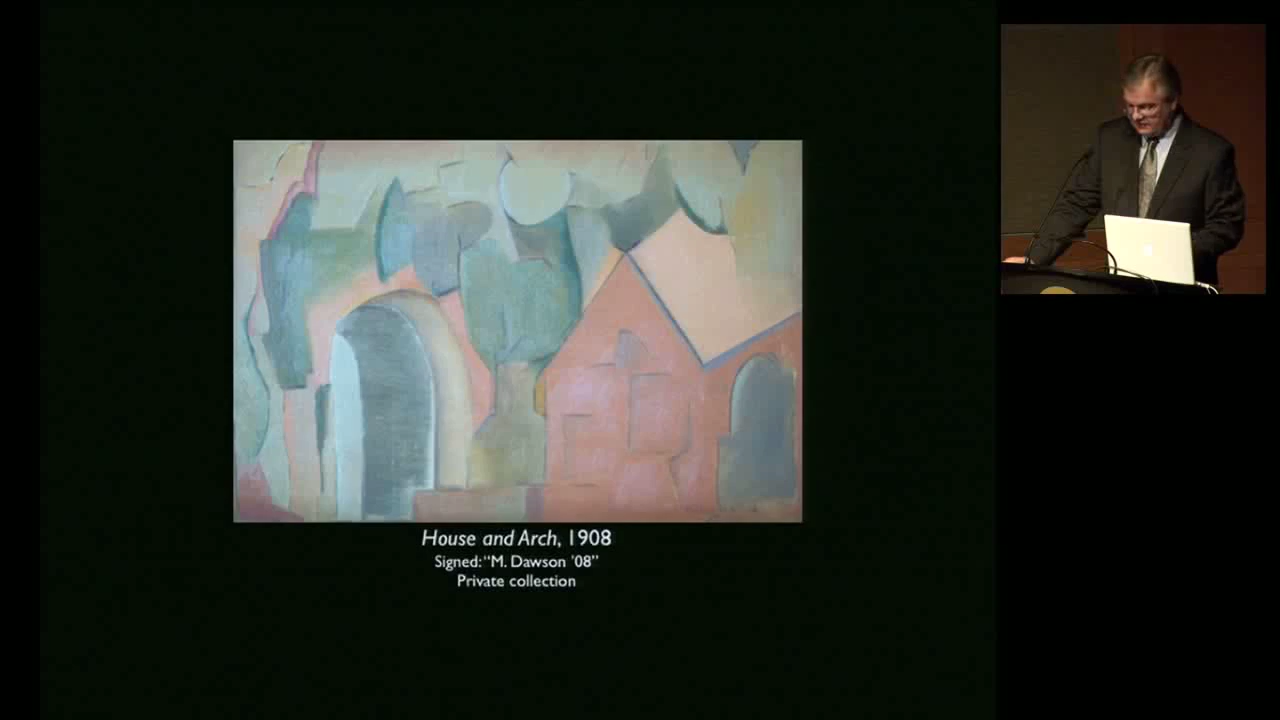 House and Arch, 1908
Signed: “M. Dawson ’08”
Private collection